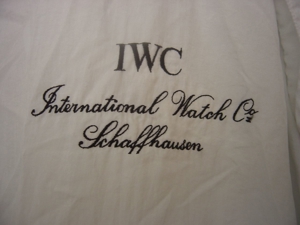 IWC
International Watch Co.
Schaffhausen